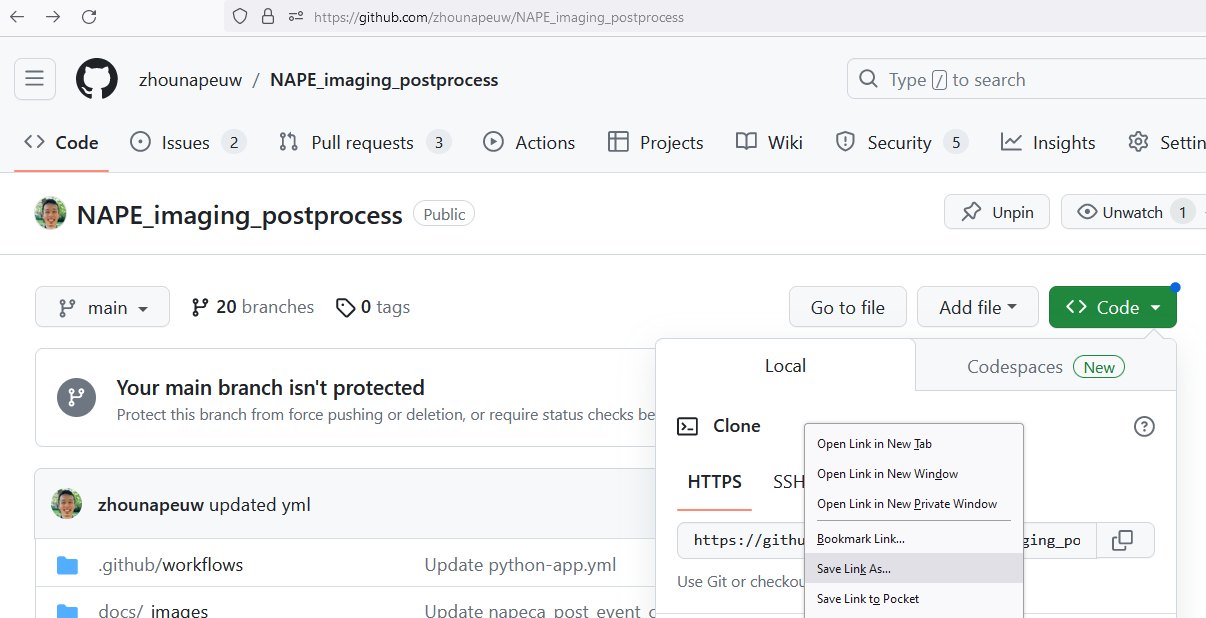 https://github.com/zhounapeuw/NAPE_imaging_postprocess
zhounapeuw / NAPE_imaging_postprocess
Type / to search
Code
Issues 2
Pull requests 3
Actions
Projects
Wiki
Security 5
Insights
Settin
NAPE_imaging_postprocess Public
Unpin
Unwatch 1
main
20 branches
0 tags
Go to file
Add file
Code
Local
Codespaces New
Your main branch isn't protected
Protect this branch from force pushing or deletion, or require status checks be
Clone
HTTPS
SSH
https://githu
ging_po
Use Git or checkou
Open Link in New Tab
Open Link in New Window
Open Link in New Private Window
Bookmark Link...
Save Link As...
Save Link to Pocket
zhounapeuw updated yml
.github/workflows
Update python-app.yml
docs/_images
Update napeca_post_event_c